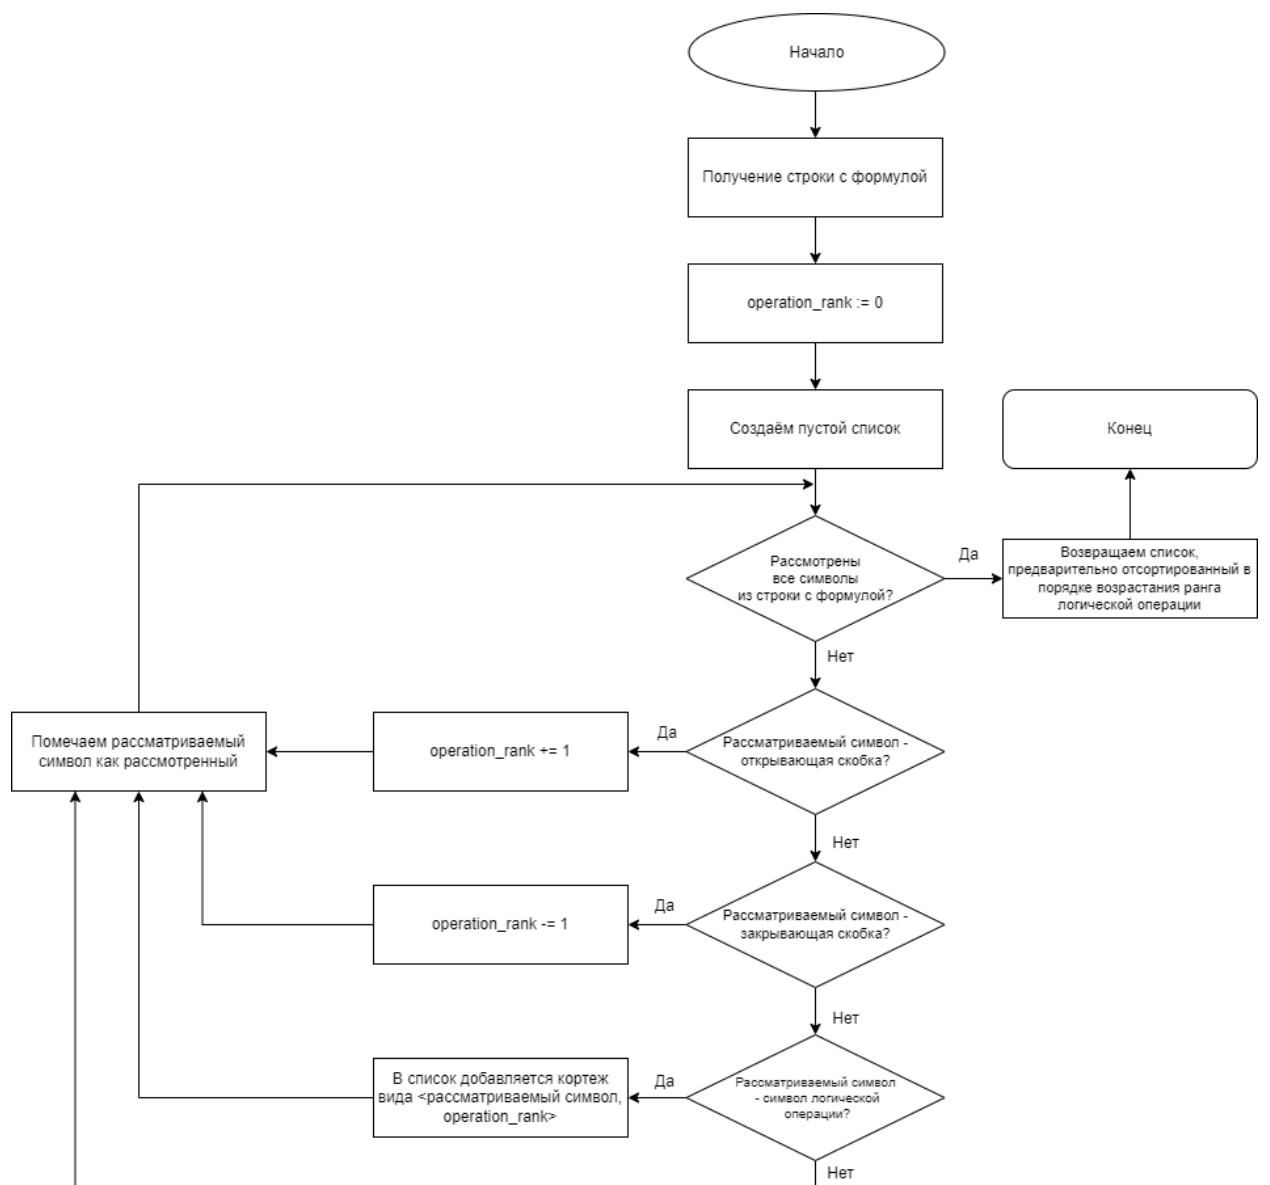 Начало
Получение строки с формулой
operation_rank := 0
Создаём пустой список
Конец
Рассмотрены
все символы
из строки с формулой?
Да
Возвращаем список,
предварительно отсортированный в
порядке возрастания ранга
логической операции
Нет
Помечаем рассматриваемый
символ как рассмотренный
operation_rank += 1
Да
Рассматриваемый символ -
открывающая скобка?
Нет
operation_rank -= 1
Да
Рассматриваемый символ -
закрывающая скобка?
Нет
В список добавляется кортеж
вида <рассматриваемый символ,
operation_rank>
Да
Рассматриваемый символ
- символ логической
операции?
Нет